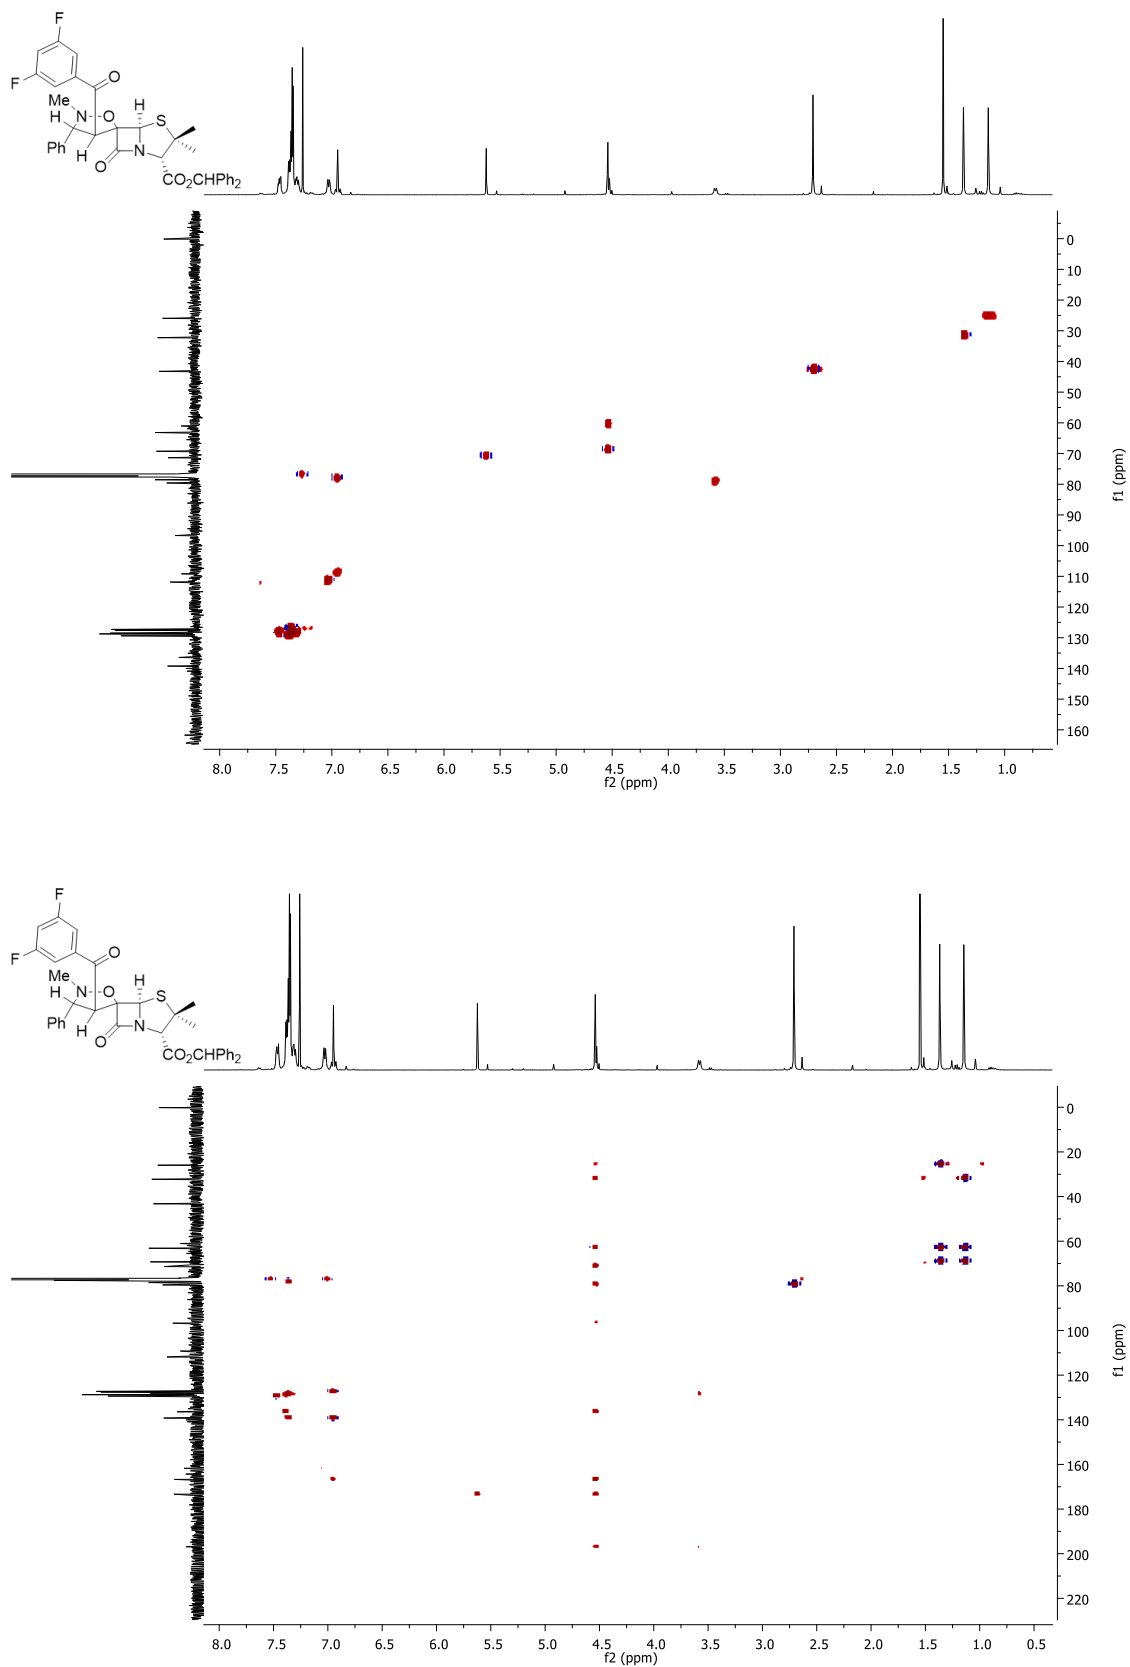 F
F
O
Me
N
O
H
S
H
N
Ph
H
O
CO2CHPh2
0
10
20
30
40
50
60
70
80
90
100
110
120
130
140
150
160
f1 (ppm)
8.0 7.5 7.0 6.5 6.0 5.5 5.0 4.5 4.0 3.5 3.0 2.5 2.0 1.5 1.0
f2 (ppm)
F
F
O
Me
N
O
H
S
H
N
Ph
H
O
CO2CHPh2
0
20
40
60
80
100
120
140
160
180
200
220
f1 (ppm)
8.0 7.5 7.0 6.5 6.0 5.5 5.0 4.5 4.0 3.5 3.0 2.5 2.0 1.5 1.0 0.5
f2 (ppm)